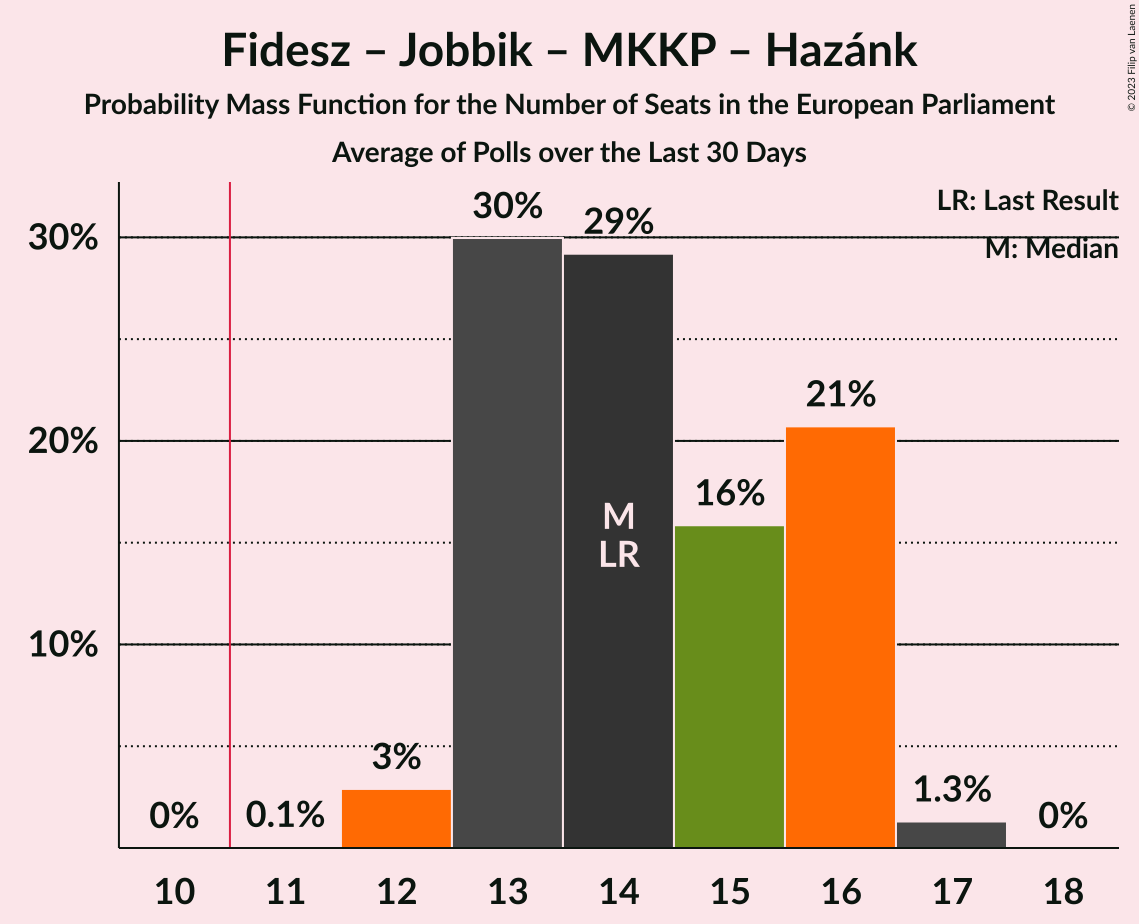 Fidesz – Jobbik – MKKP – Hazánk
Probability Mass Function for the Number of Seats in the European Parliament
Average of Polls over the Last 30 Days
© 2023 Filip van Laenen
LR: Last Result
M: Median
30%
20%
10%
0%
0.1%
3%
30%
29%
16%
21%
1.3%
0%
M
LR
10 11 12 13 14 15 16 17 18